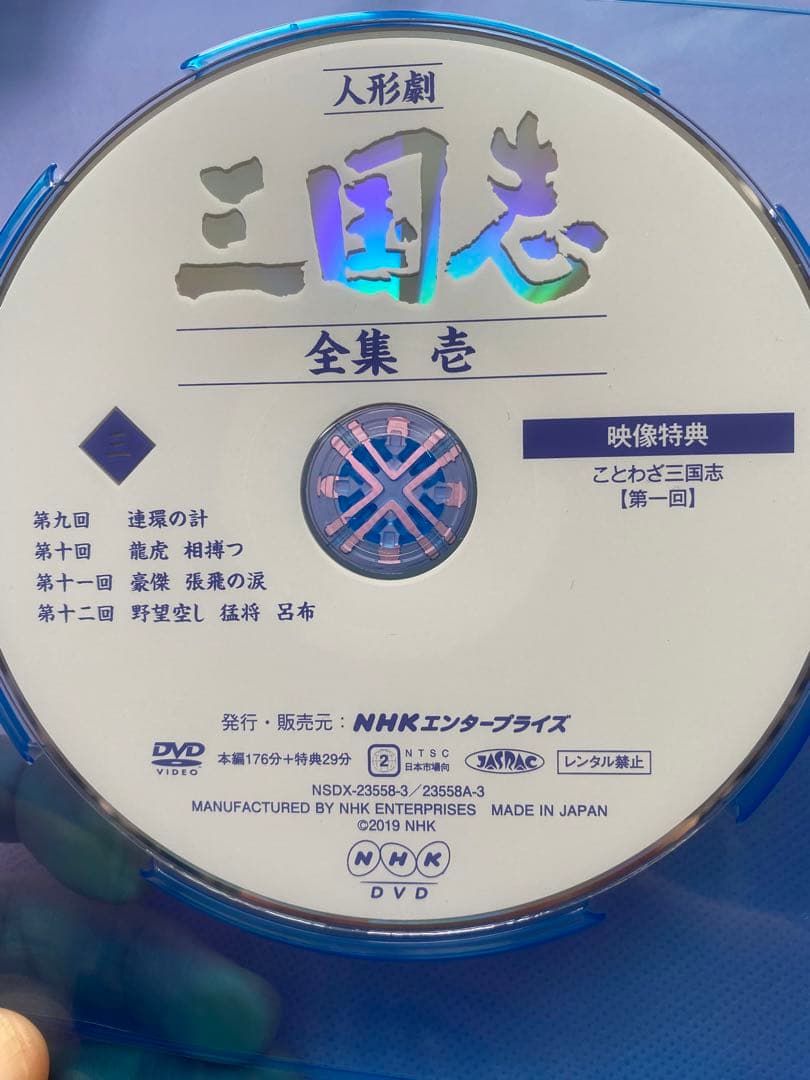 人形劇
三国志
全集 壱
三
映像特典
ことわざ三国志
【第一回】
第九回 連環の計
第十回 龍虎 相搏つ
第十一回 豪傑 張飛の涙
第十二回 野望空し 猛将 呂布
発行・販売元：NHKエンタープライズ
DVD VIDEO 本編176分+特典29分 2 NTSC 日本市場向 JASRAC レンタル禁止
NSDX-23558-3／23558A-3
MANUFACTURED BY NHK ENTERPRISES MADE IN JAPAN
©2019 NHK
NHK
DVD